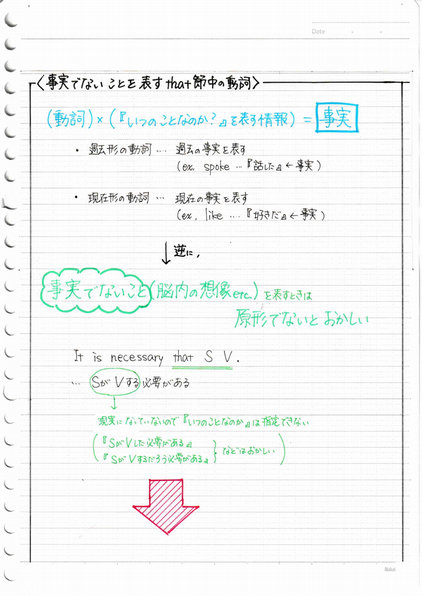 Date
〈事実でないことを表すthat節中の動詞〉
(動詞)×(『いつのことなのか?』を表す情報)=事実
・過去形の動詞…過去の事実を表す
(ex. spoke…『話した』←事実)
・現在形の動詞…現在の事実を表す
(ex. like…『好きだ』←事実)
↓逆に,
事実でないこと(脳内の想像etc.)を表すときは
原形でないとおかしい
It is necessary that S V.
…SがVする必要がある
現実になっていないので『いつのことなのか』は指定できない
(『SがVした必要がある』
『SがVするだろう必要がある』}などはおかしい)